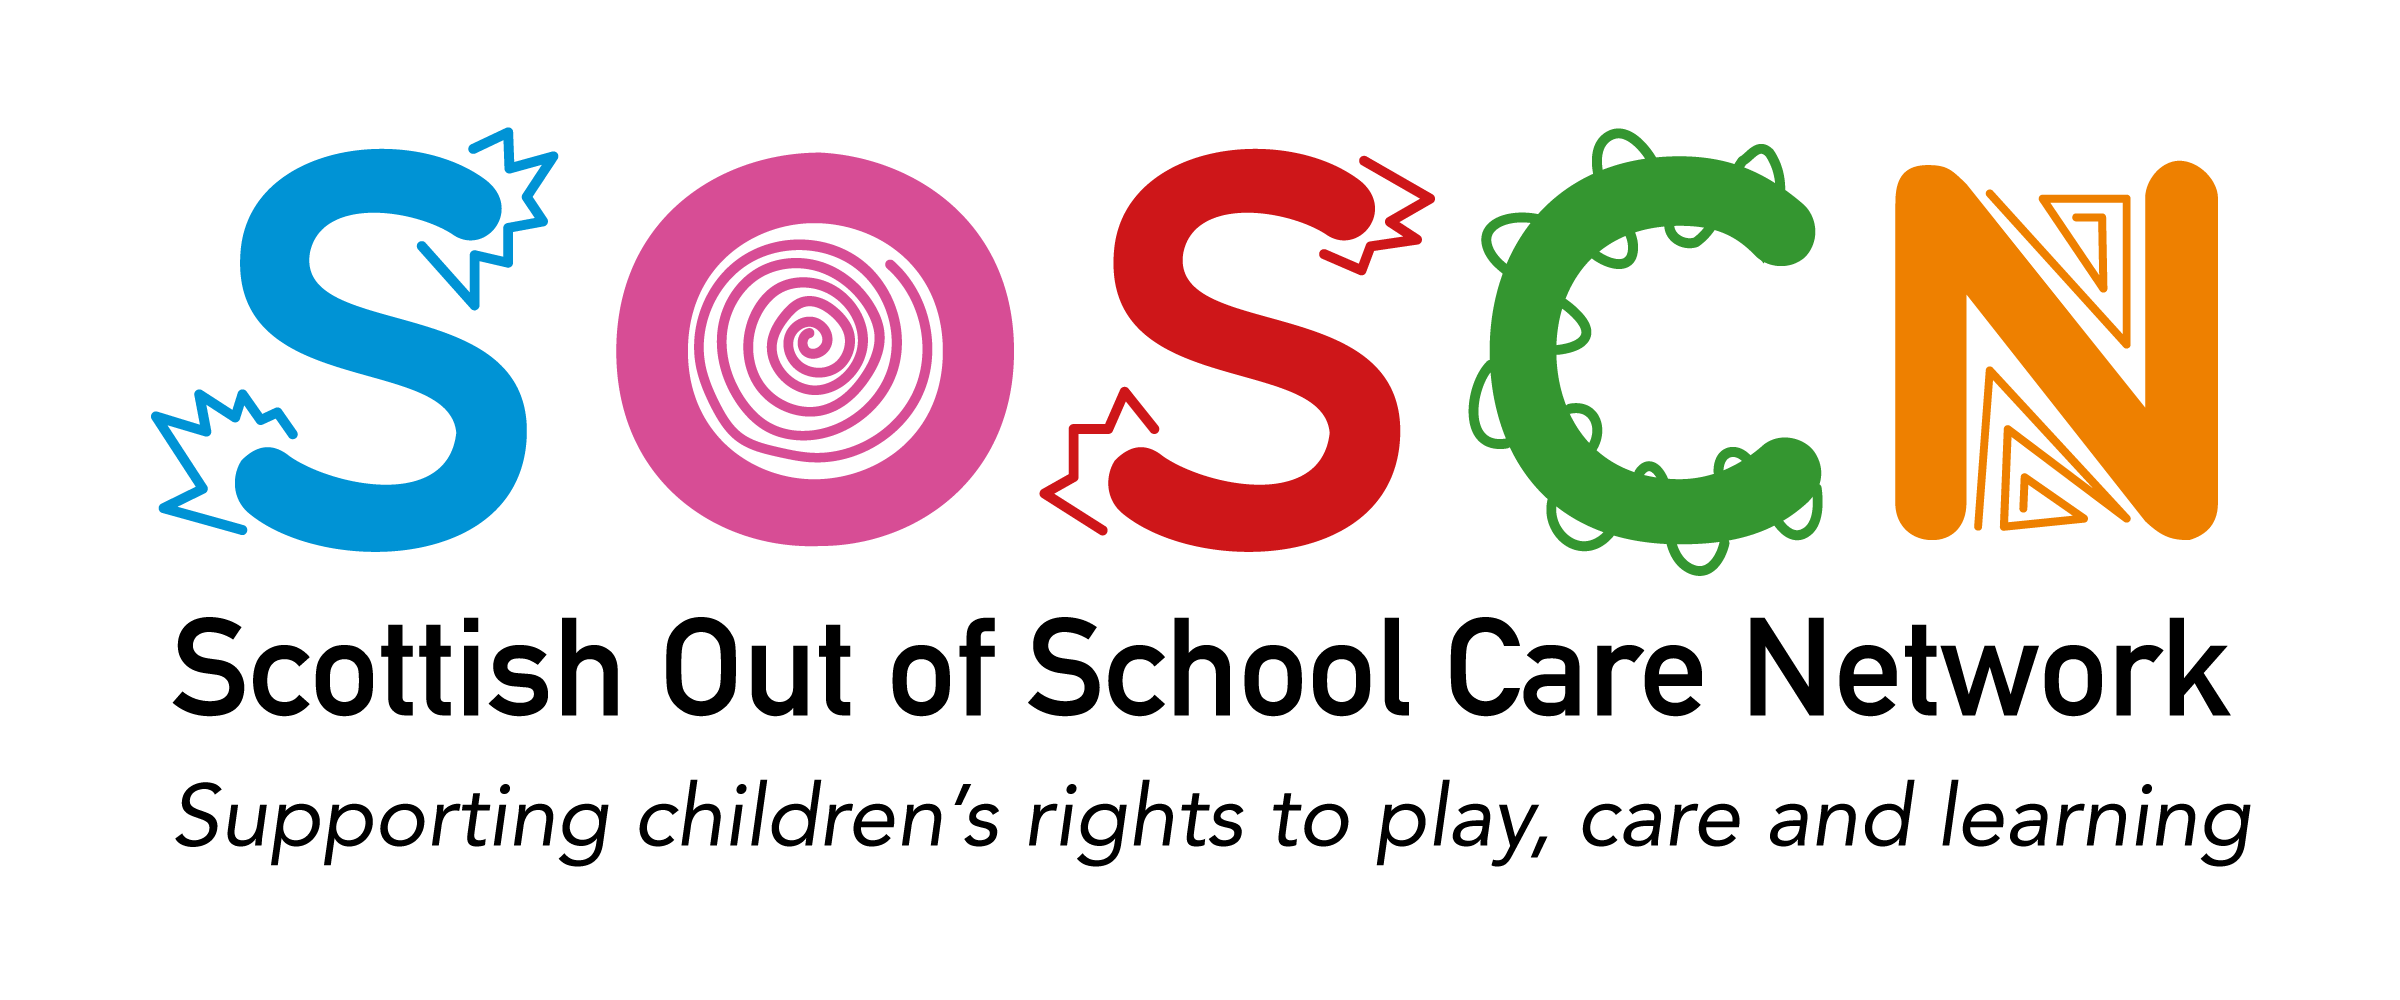 SOSCN
Scottish Out of School Care Network
Supporting children’s rights to play, care and learning